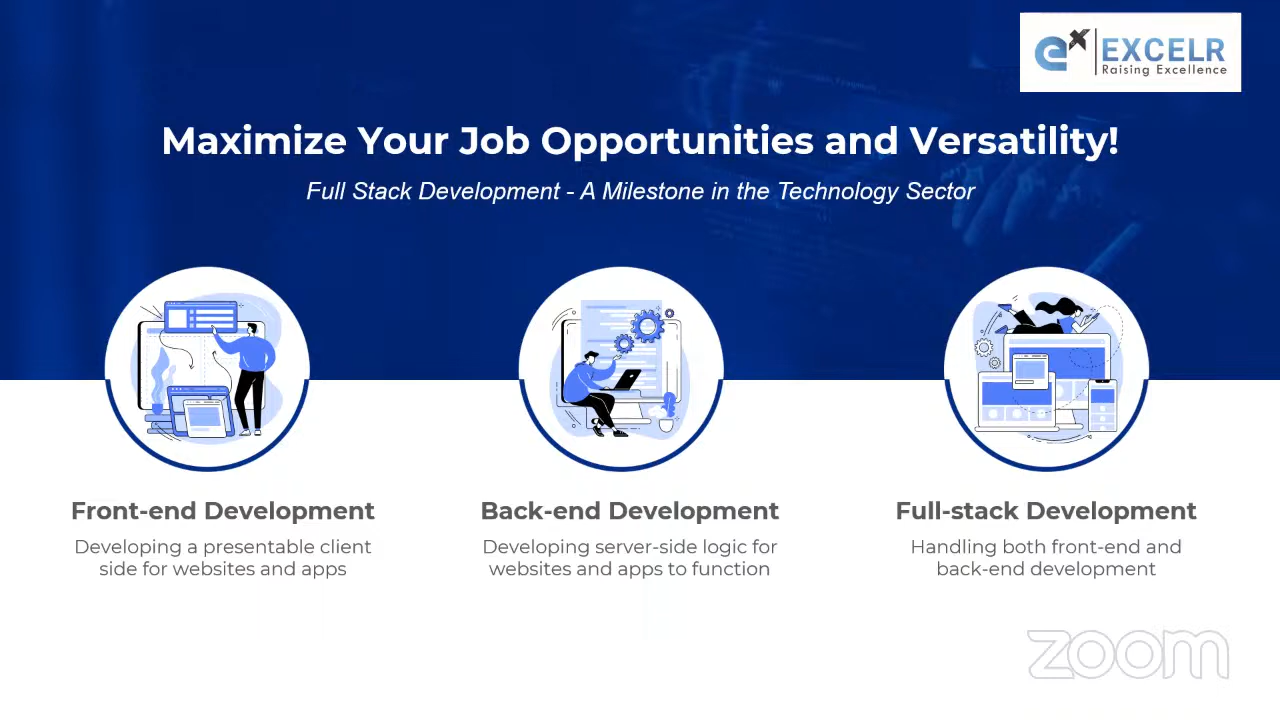 ex EXCELR
Raising Excellence
Maximize Your Job Opportunities and Versatility!
Full Stack Development - A Milestone in the Technology Sector
Front-end Development
Developing a presentable client
side for websites and apps
Back-end Development
Developing server-side logic for
websites and apps to function
Full-stack Development
Handling both front-end and
back-end development
zoom